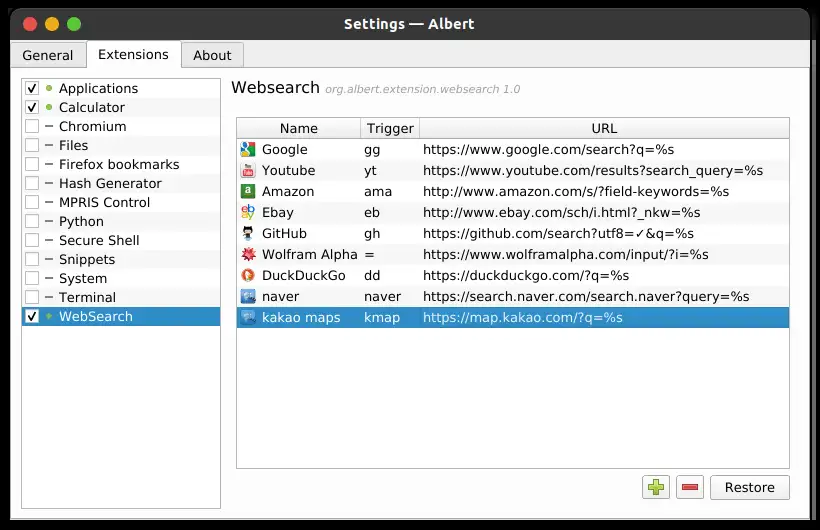 Settings — Albert
General Extensions About
Applications
Calculator
Chromium
Files
Firefox bookmarks
Hash Generator
MPRIS Control
Python
Secure Shell
Snippets
System
Terminal
WebSearch
Websearch org.albert.extension.websearch 1.0
Name Trigger URL
Google gg https://www.google.com/search?q=%s
Youtube yt https://www.youtube.com/results?search_query=%s
Amazon ama http://www.amazon.com/s/?field-keywords=%s
Ebay eb http://www.ebay.com/sch/i.html?_nkw=%s
GitHub gh https://github.com/search?utf8=✓&q=%s
Wolfram Alpha = https://www.wolframalpha.com/input/?i=%s
DuckDuckGo dd https://duckduckgo.com/?q=%s
naver naver https://search.naver.com/search.naver?query=%s
kakao maps kmap https://map.kakao.com/?q=%s
Restore